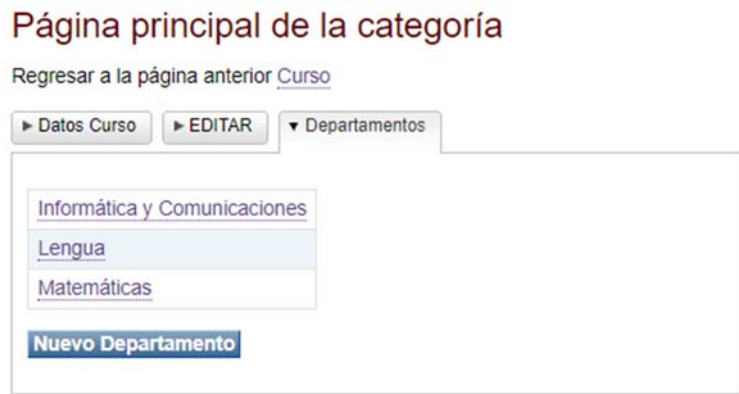 Página principal de la categoría
Regresar a la página anterior Curso
▶ Datos Curso ▶ EDITAR ▼ Departamentos
Informática y Comunicaciones
Lengua
Matemáticas
Nuevo Departamento